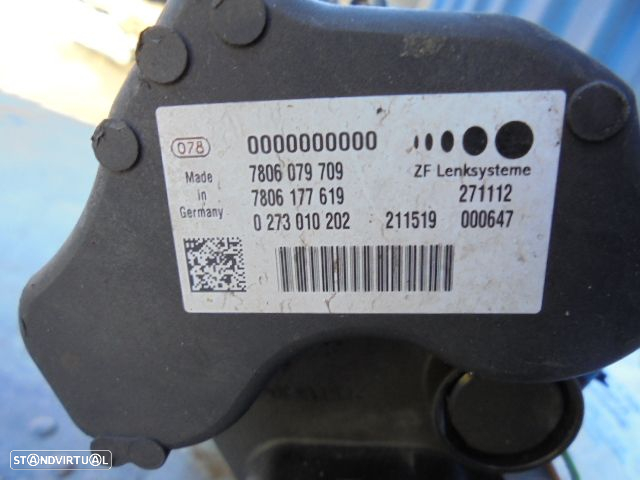 078 0000000000
Made in Germany
7806 079 709
7806 177 619
0 273 010 202 211519 000647
ZF Lenksysteme
271112
STANDVIRTUAL